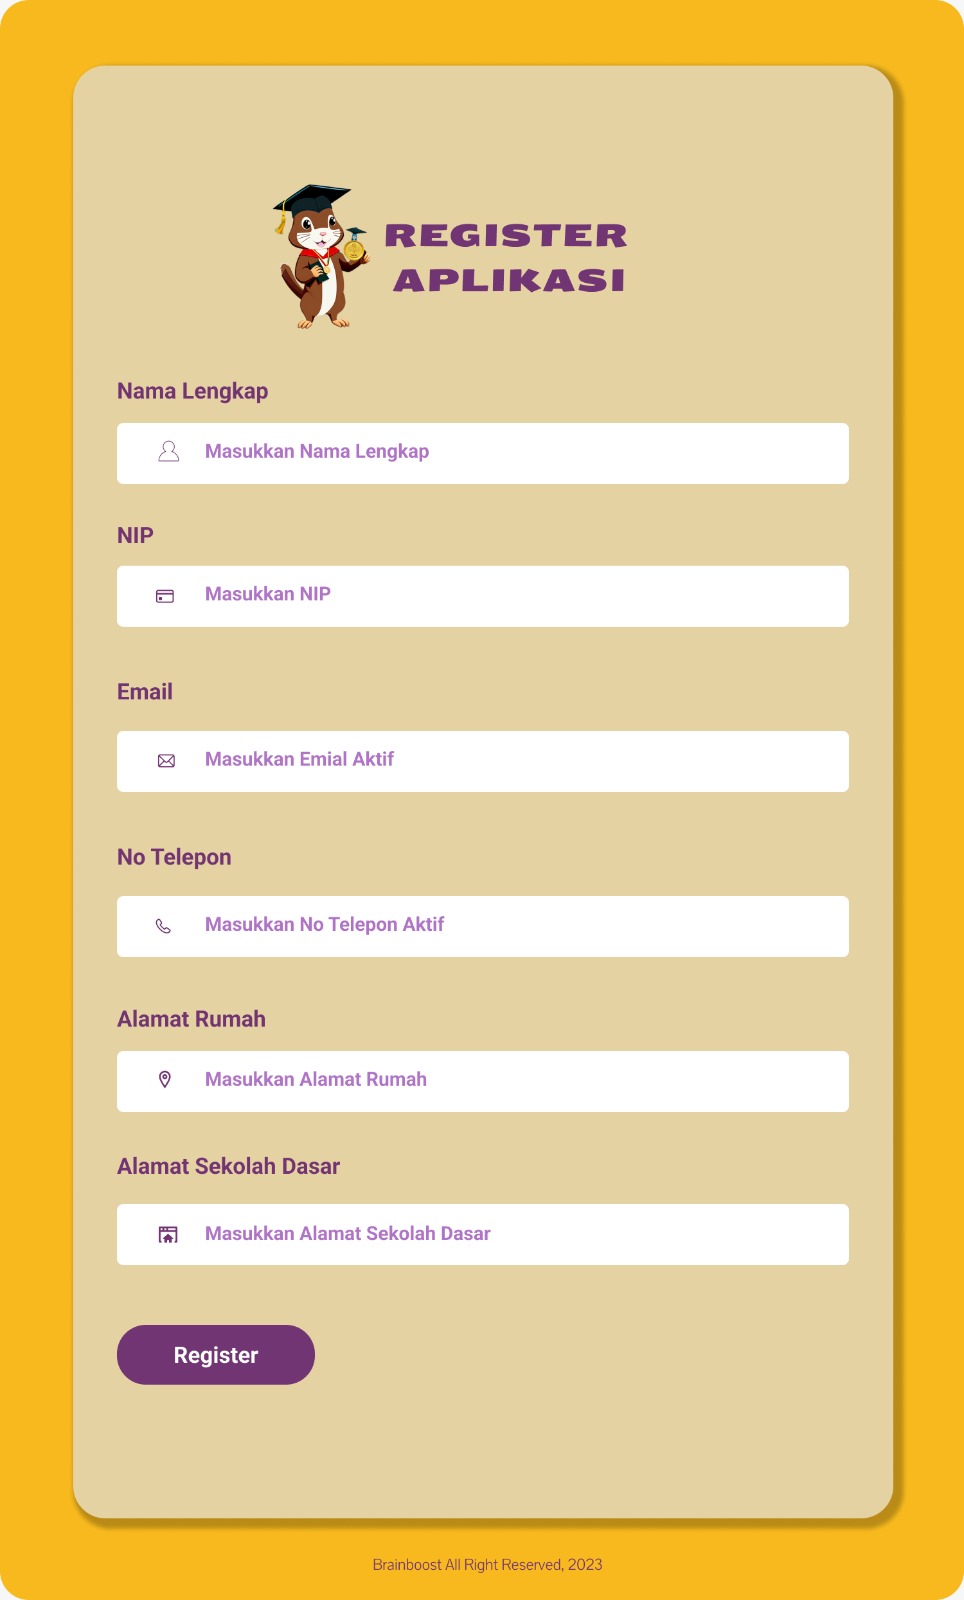 REGISTER
APLIKASI
Nama Lengkap
Masukkan Nama Lengkap
NIP
Masukkan NIP
Email
Masukkan Emial Aktif
No Telepon
Masukkan No Telepon Aktif
Alamat Rumah
Masukkan Alamat Rumah
Alamat Sekolah Dasar
Masukkan Alamat Sekolah Dasar
Register
Brainboost All Right Reserved, 2023